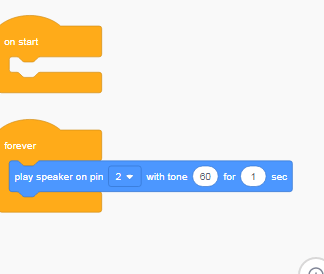 on start
forever
play speaker on pin 2 with tone 60 for 1 sec